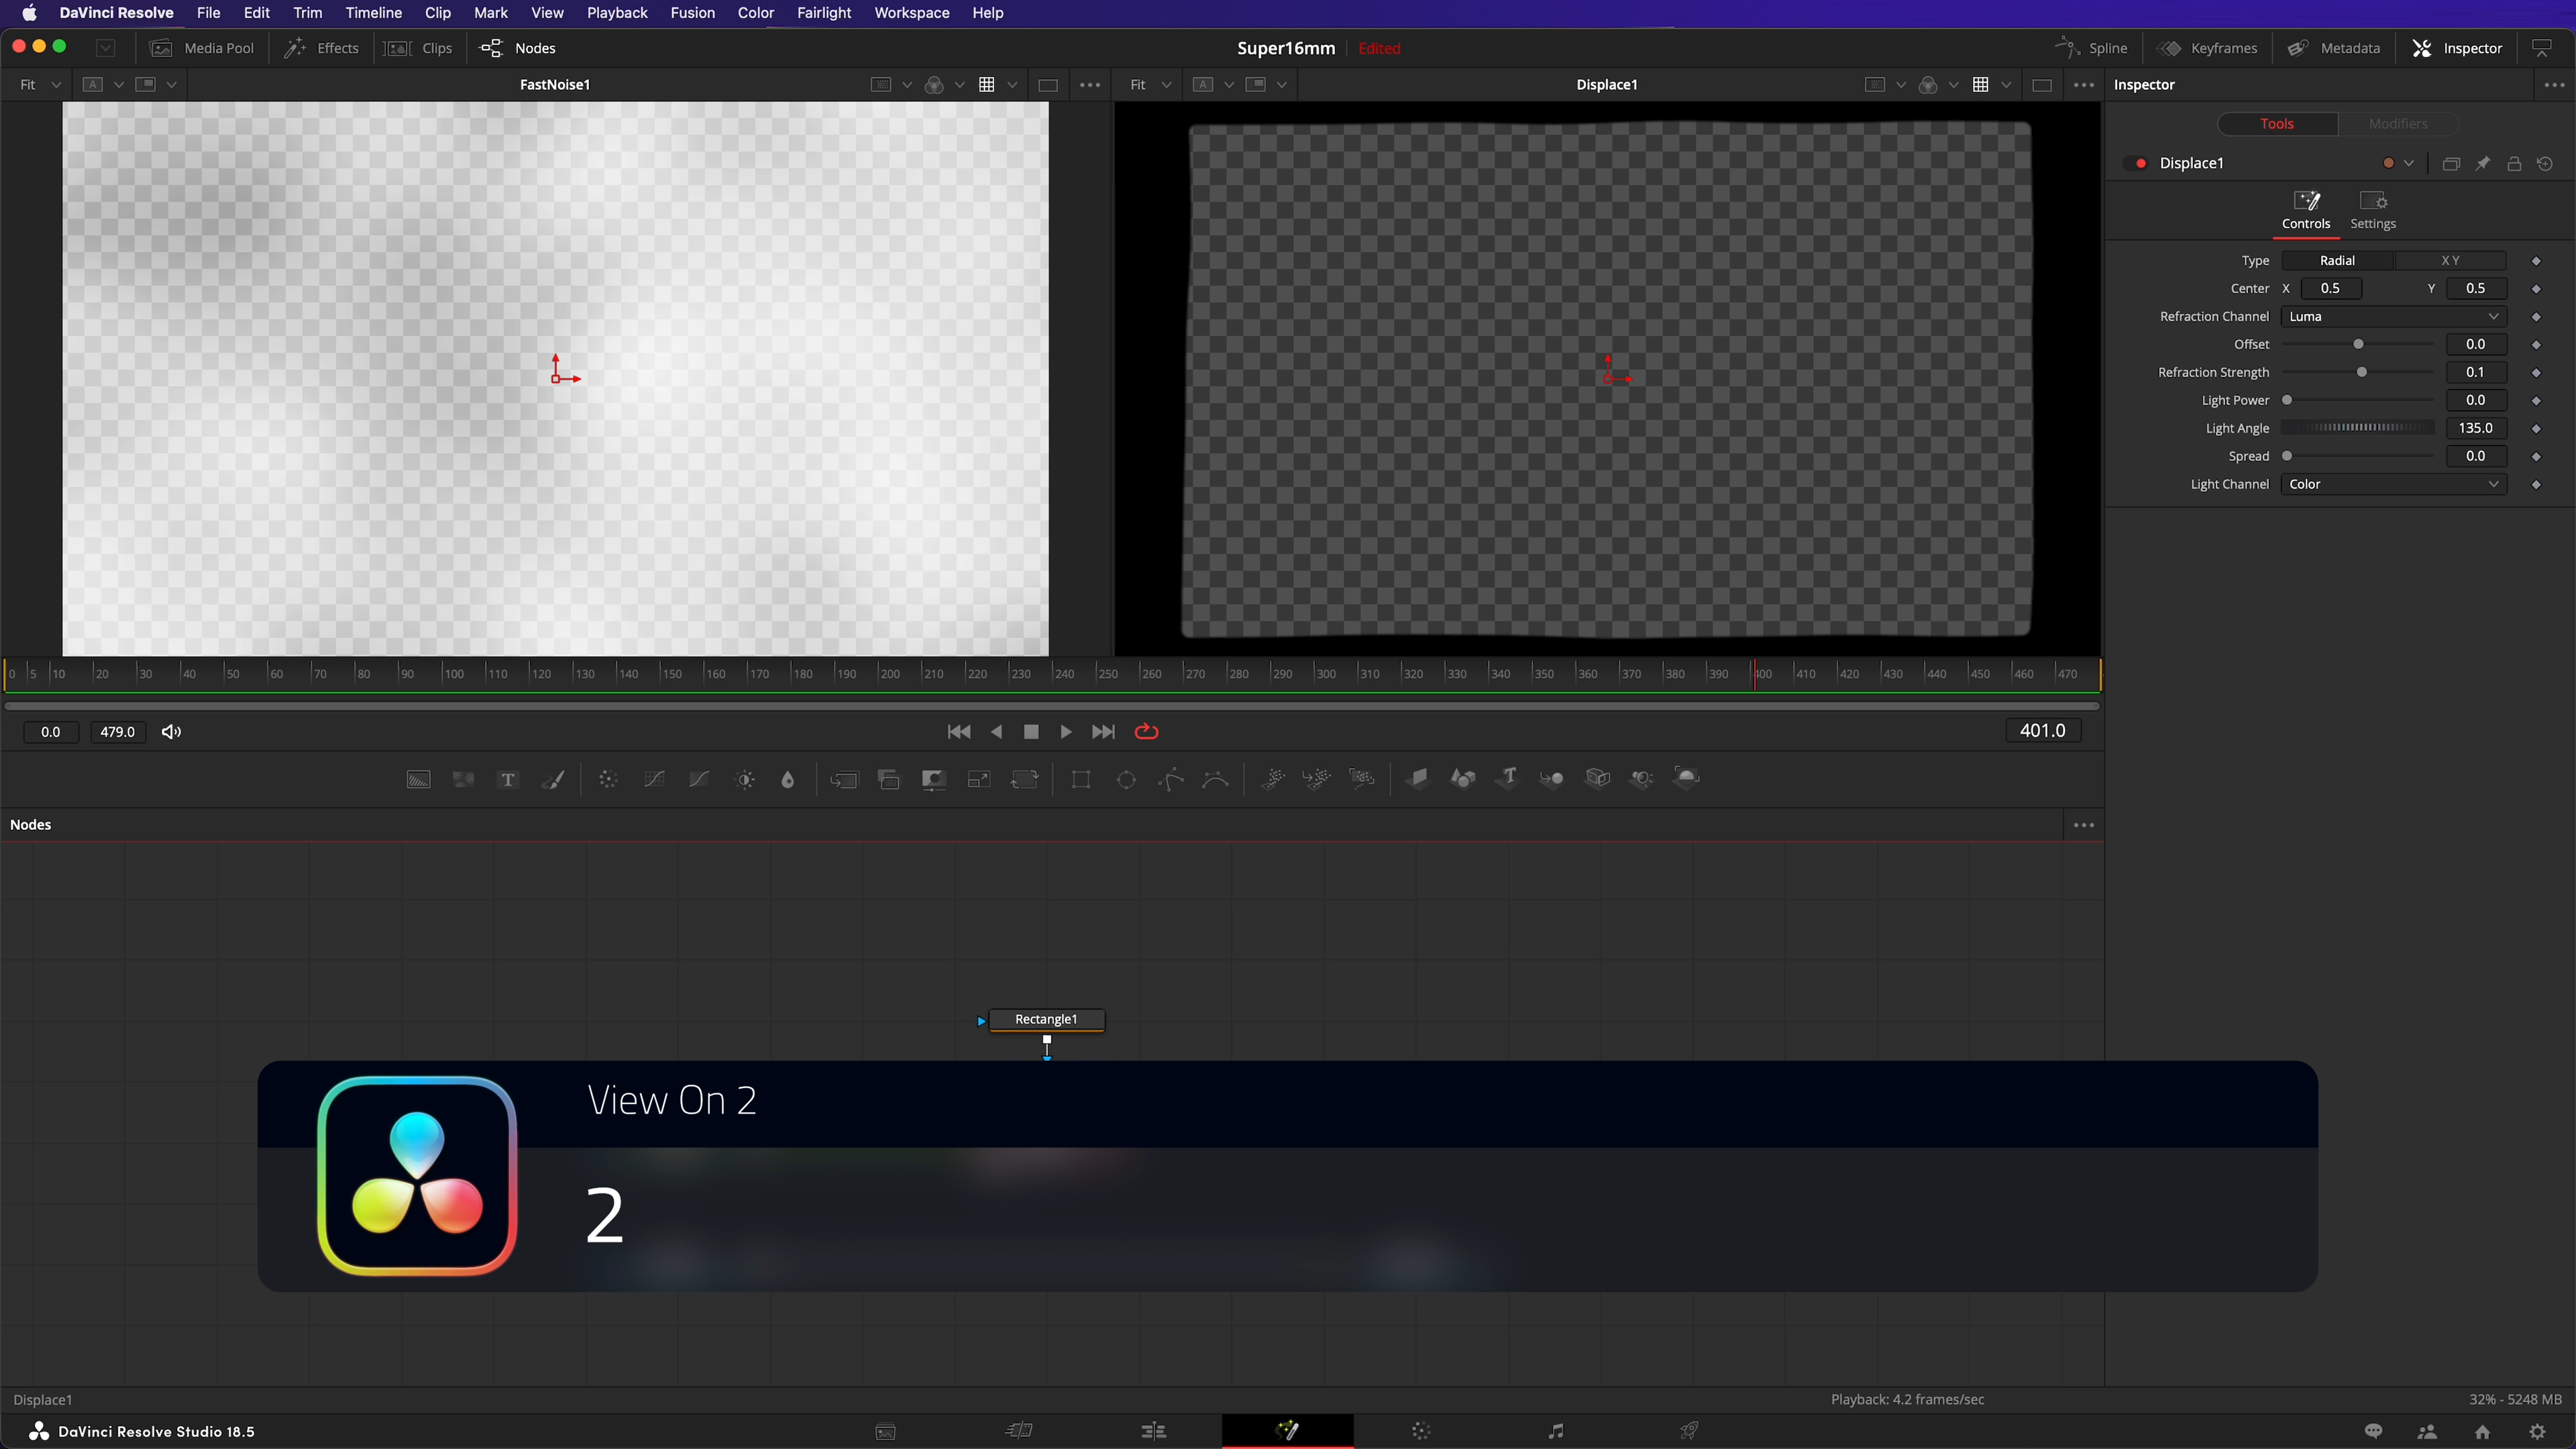 DaVinci Resolve File Edit Trim Timeline Clip Mark View Playback Fusion Color Fairlight Workspace Help
Media Pool Effects Clips Nodes Super16mm Edited Spline Keyframes Metadata Inspector
Fit A FastNoise1 Fit A Displace1 Inspector
Tools Modifiers
Displace1
Controls Settings
Type Radial X Y
Center X 0.5 Y 0.5
Refraction Channel Luma
Offset 0.0
Refraction Strength 0.1
Light Power 0.0
Light Angle 135.0
Spread 0.0
Light Channel Color
0 5 10 20 30 40 50 60 70 80 90 100 110 120 130 140 150 160 170 180 190 200 210 220 230 240 250 260 270 280 290 300 310 320 330 340 350 360 370 380 390 400 410 420 430 440 450 460 470
0.0 479.0 401.0
T T
Nodes
Rectangle1
View On 2
2
Displace1 Playback: 4.2 frames/sec 32% - 5248 MB
DaVinci Resolve Studio 18.5